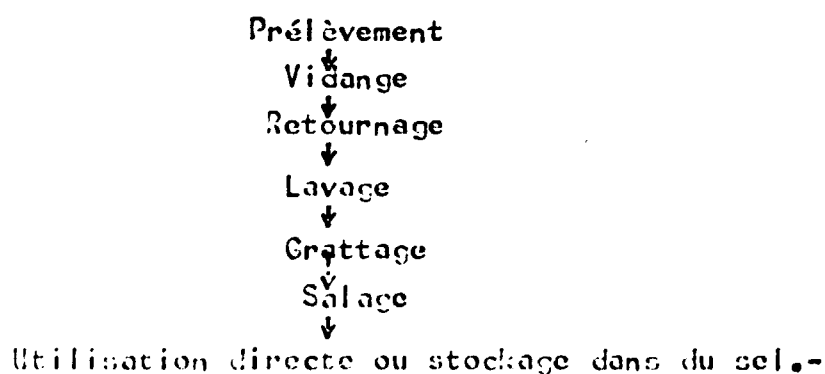 Prélèvement
Vidange
Retournage
Lavage
Grattage
Salage
Utilisation directe ou stockage dans du sel.-